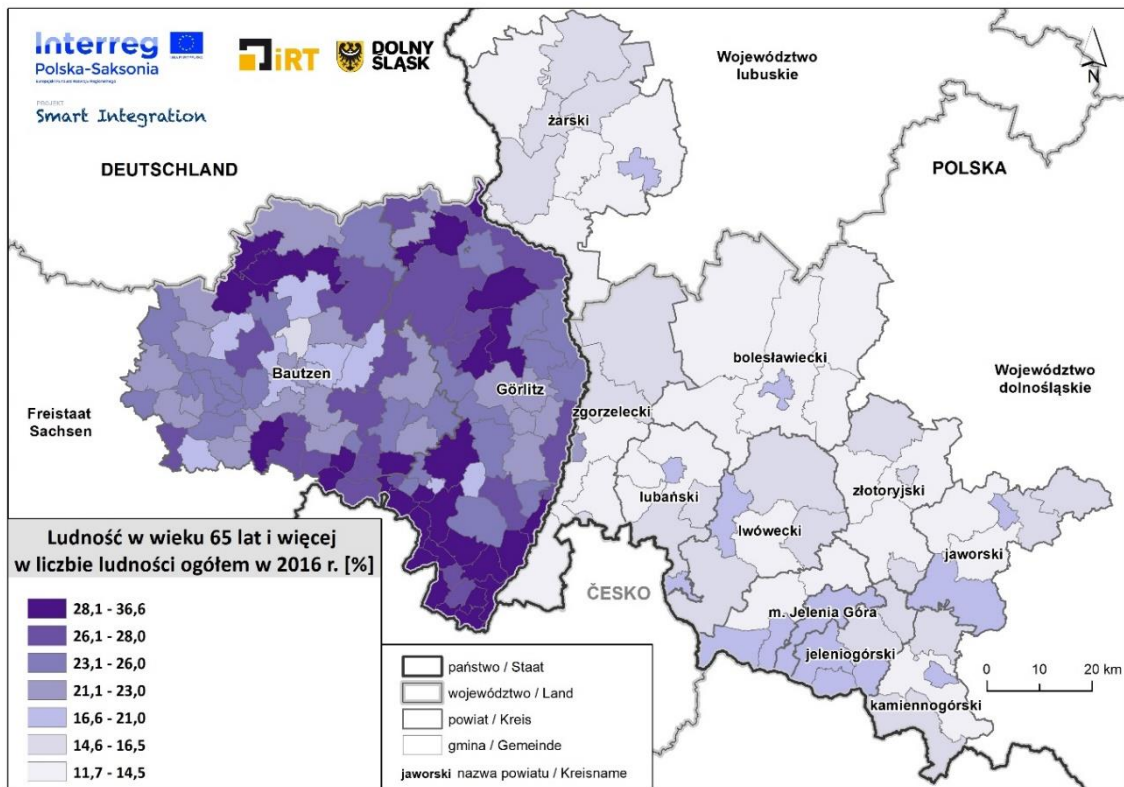 Interreg
Polska-Saksonia
PROJEKT
Smart Integration
iRT
DOLNY
ŚLĄSK
Województwo
lubuskie
N
żarski
DEUTSCHLAND
POLSKA
Bautzen
Görlitz
bolesławiecki
Województwo
dolnośląskie
Freistaat
Sachsen
zgorzelecki
lubański
lwówecki
złotoryjski
jaworski
ČESKO
m. Jelenia Góra
jeleniogórski
kamiennogórski
0 10 20 km
Ludność w wieku 65 lat i więcej
w liczbie ludności ogółem w 2016 r. [%]
28,1 - 36,6
26,1 - 28,0
23,1 - 26,0
21,1 - 23,0
16,6 - 21,0
14,6 - 16,5
11,7 - 14,5
państwo / Staat
województwo / Land
powiat / Kreis
gmina / Gemeinde
jaworski nazwa powiatu / Kreisname